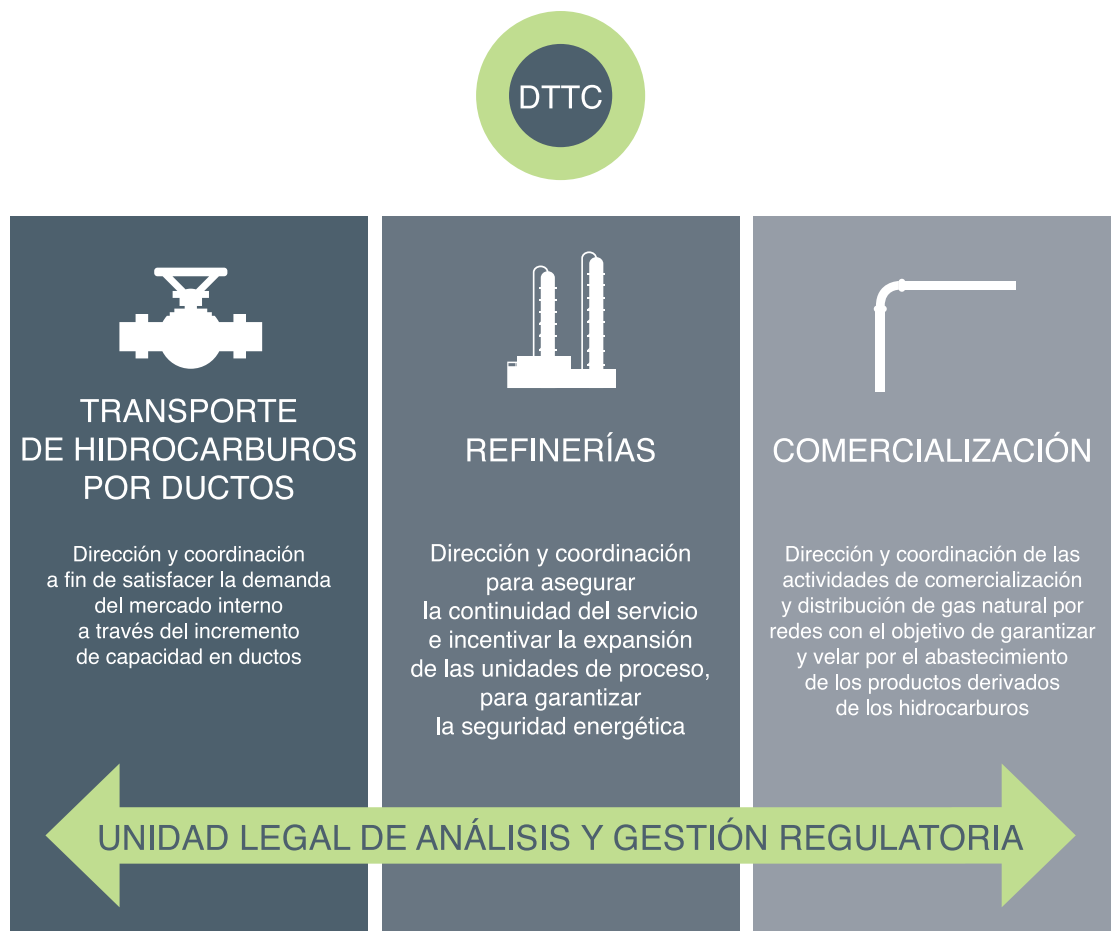 DTTC
TRANSPORTE
DE HIDROCARBUROS
POR DUCTOS
Dirección y coordinación
a fin de satisfacer la demanda
del mercado interno
a través del incremento
de capacidad en ductos
REFINERÍAS
Dirección y coordinación
para asegurar
la continuidad del servicio
e incentivar la expansión
de las unidades de proceso,
para garantizar
la seguridad energética
COMERCIALIZACIÓN
Dirección y coordinación de las
actividades de comercialización
y distribución de gas natural por
redes con el objetivo de garantizar
y velar por el abastecimiento
de los productos derivados
de los hidrocarburos
UNIDAD LEGAL DE ANÁLISIS Y GESTIÓN REGULATORIA